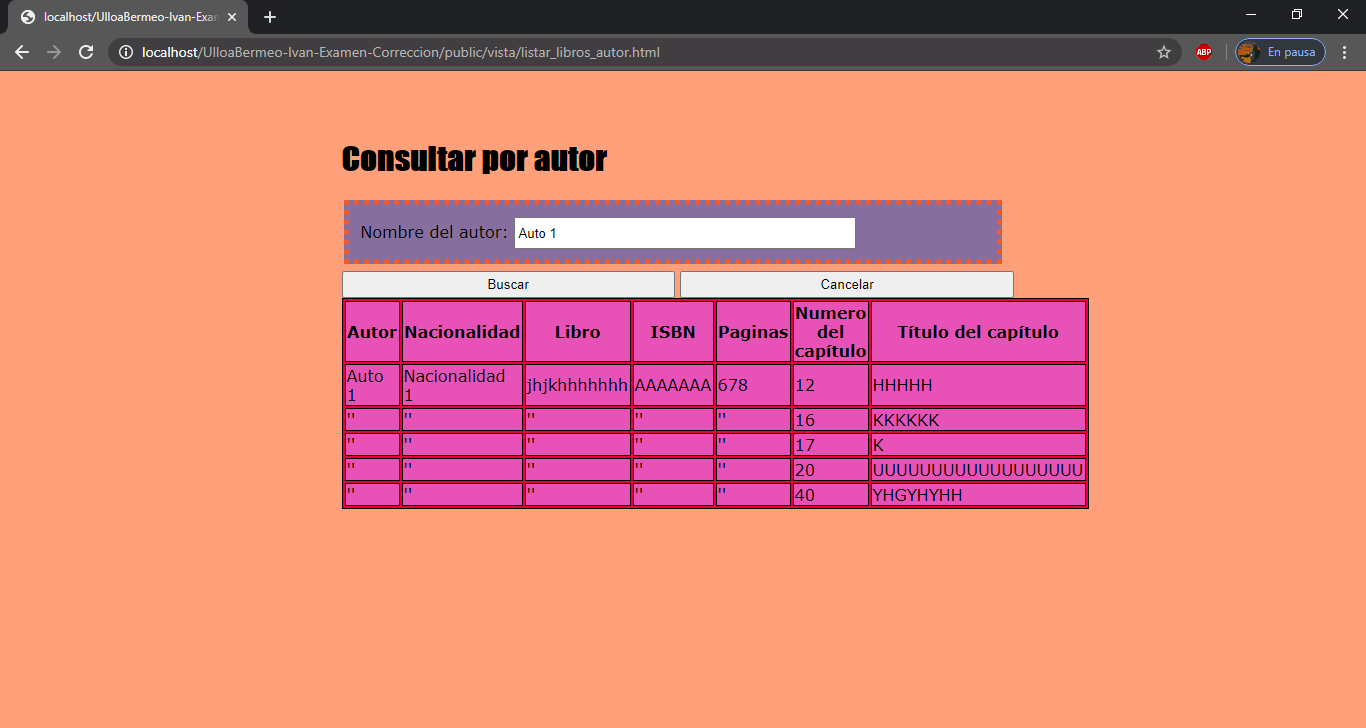 localhost/UlloaBermeo-Ivan-Exan
localhost/UlloaBermeo-Ivan-Examen-Correccion/public/vista/listar_libros_autor.html
ABP
En pausa
Consultar por autor
Nombre del autor: Auto 1
Buscar Cancelar
Autor Nacionalidad Libro ISBN Paginas Numero del capítulo Título del capítulo
Auto 1 Nacionalidad 1 jhjkhhhhhhh AAAAAAA 678 12 HHHHH
" " " " " 16 KKKKKK
" " " " " 17 K
" " " " " 20 UUUUUUUUUUUUUUUUUU
" " " " " 40 YHGYHYHH